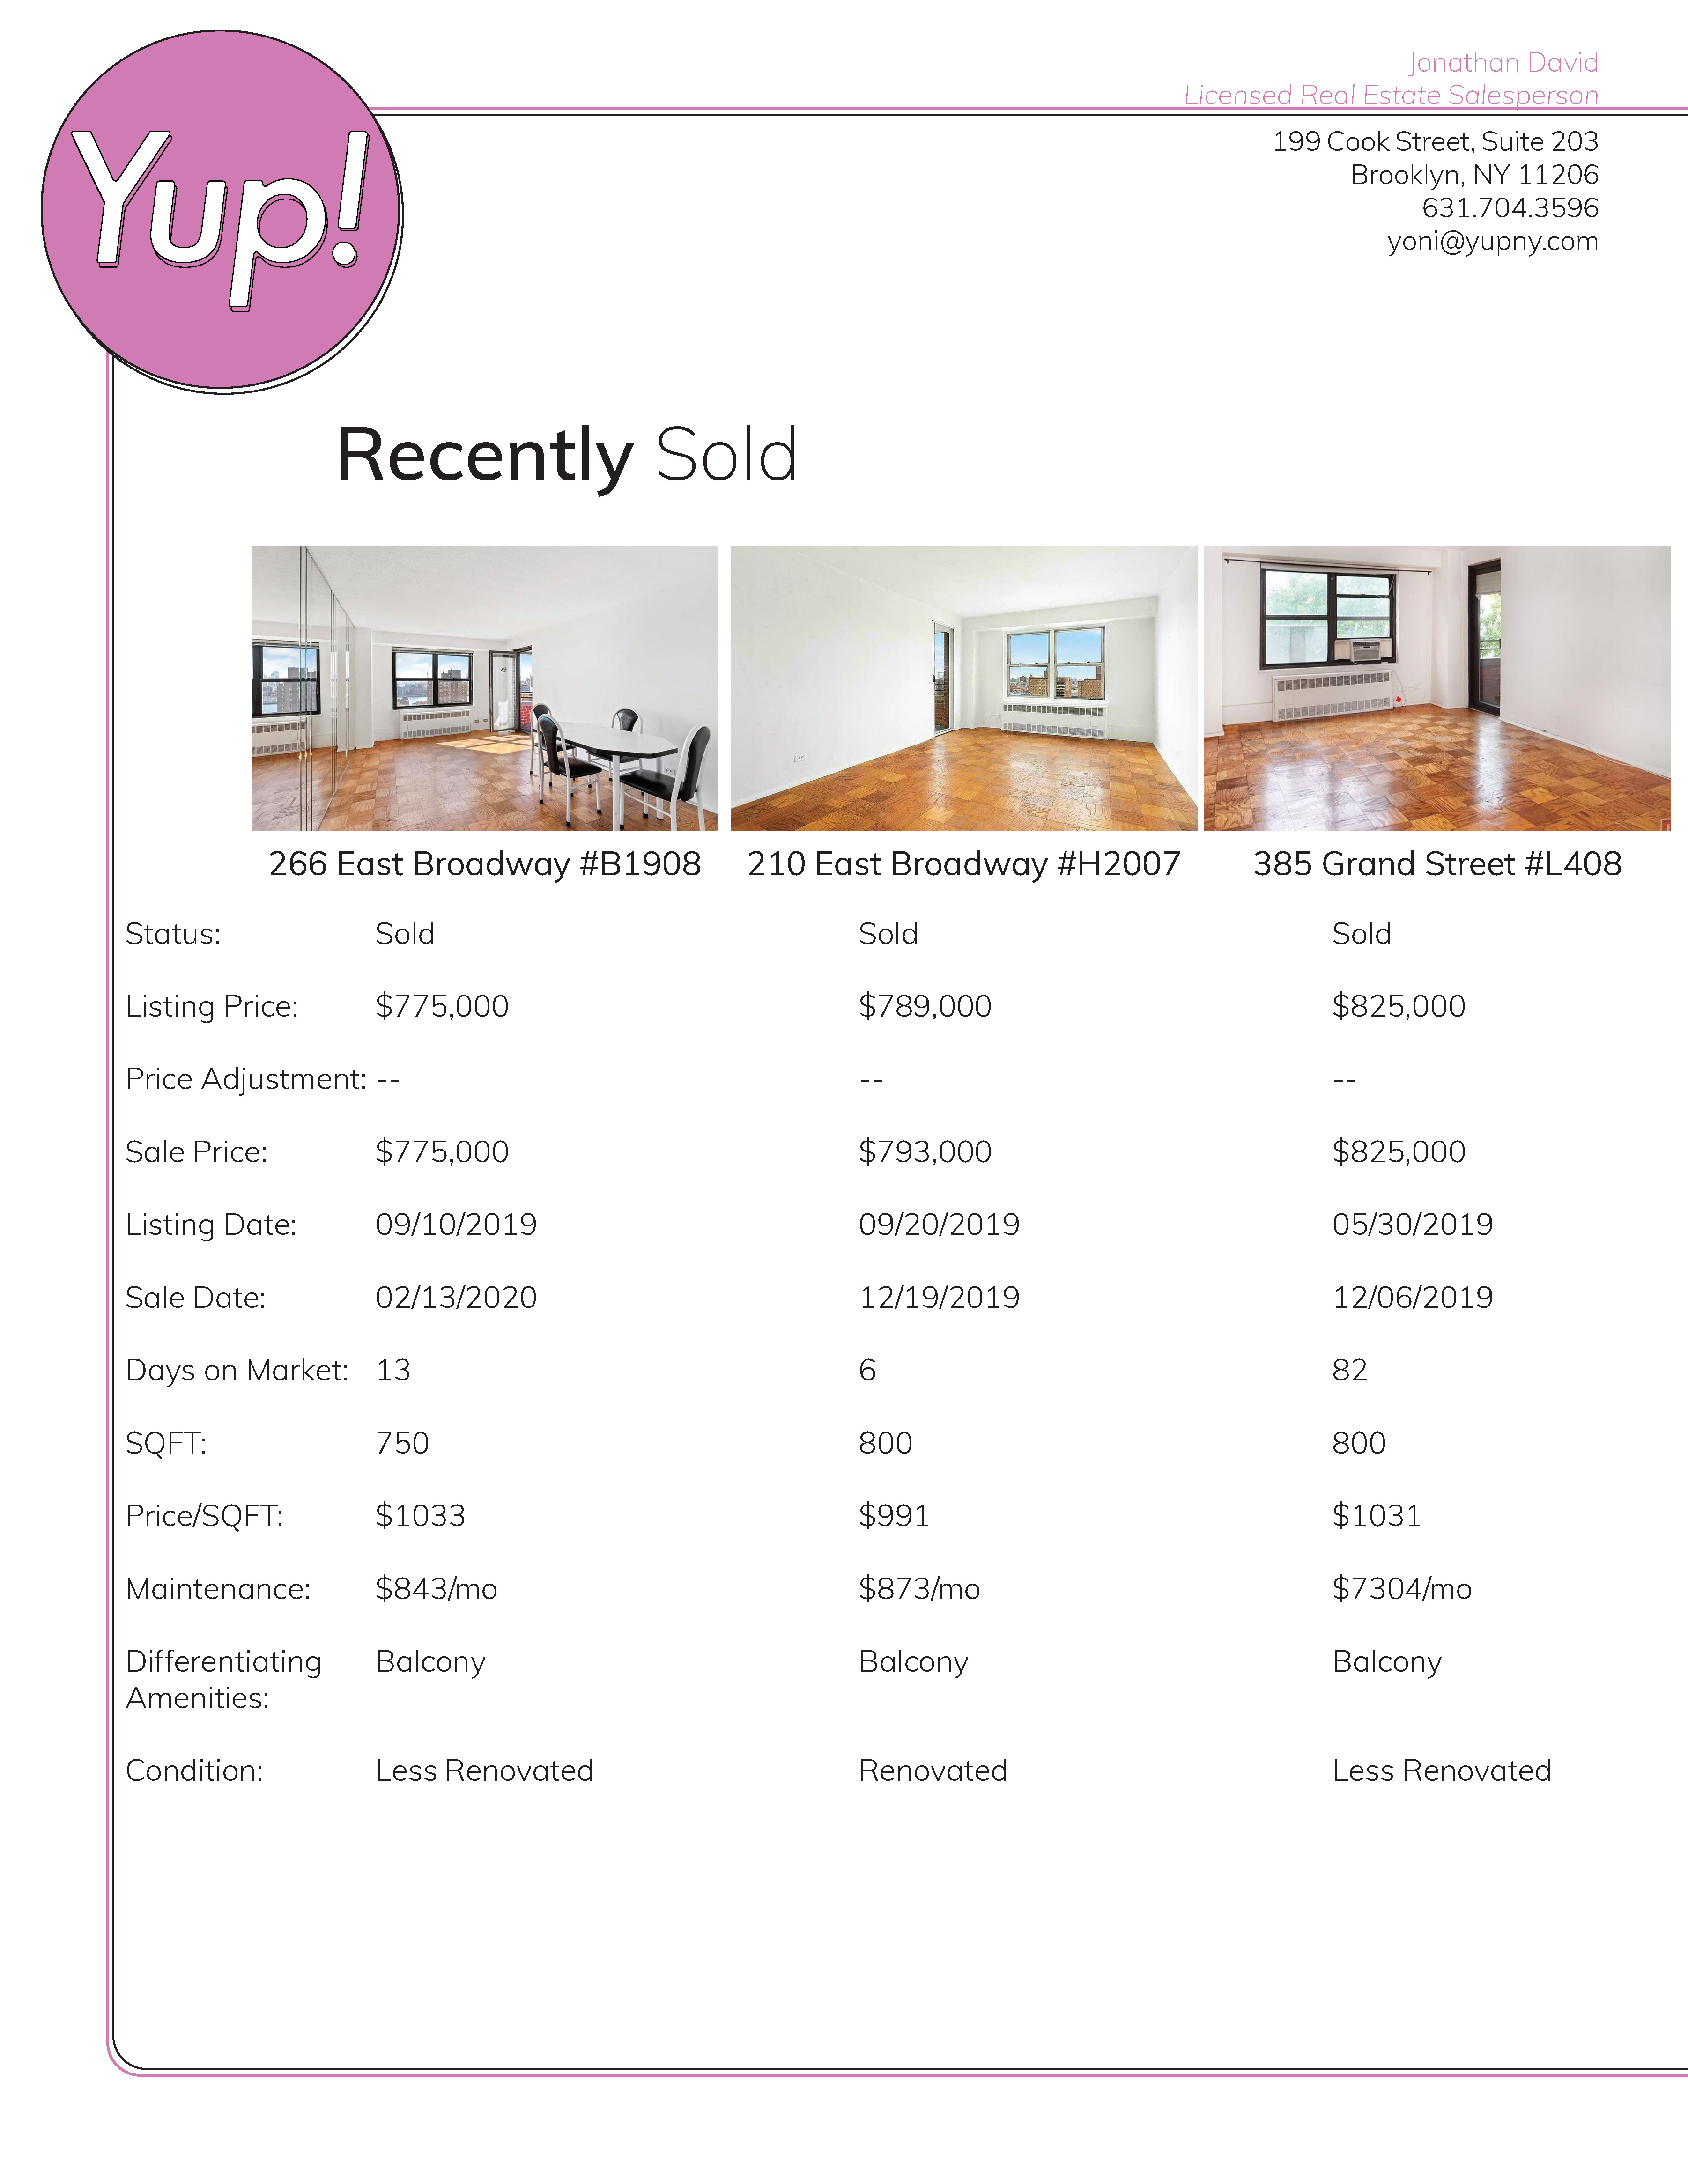 Yup!
Jonathan David
Licensed Real Estate Salesperson
199 Cook Street, Suite 203
Brooklyn, NY 11206
631.704.3596
yoni@yupny.com
Recently Sold
266 East Broadway #B1908 210 East Broadway #H2007 385 Grand Street #L408
Status: Sold Sold Sold
Listing Price: $775,000 $789,000 $825,000
Price Adjustment: -- -- --
Sale Price: $775,000 $793,000 $825,000
Listing Date: 09/10/2019 09/20/2019 05/30/2019
Sale Date: 02/13/2020 12/19/2019 12/06/2019
Days on Market: 13 6 82
SQFT: 750 800 800
Price/SQFT: $1033 $991 $1031
Maintenance: $843/mo $873/mo $7304/mo
Differentiating Balcony Balcony Balcony
Amenities:
Condition: Less Renovated Renovated Less Renovated